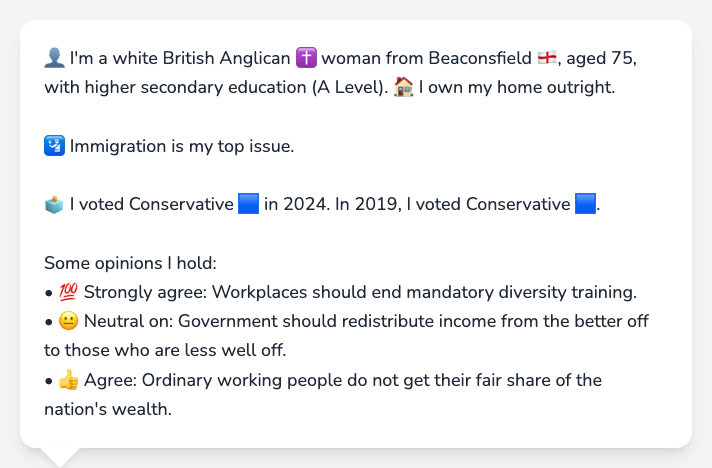 👤 I'm a white British Anglican ✝️ woman from Beaconsfield 🏴󠁧󠁢󠁥󠁮󠁧󠁿, aged 75,
with higher secondary education (A Level). 🏠 I own my home outright.
🛂 Immigration is my top issue.
🗳️ I voted Conservative 🟦 in 2024. In 2019, I voted Conservative 🟦.
Some opinions I hold:
• 💯 Strongly agree: Workplaces should end mandatory diversity training.
• 😐 Neutral on: Government should redistribute income from the better off
to those who are less well off.
• 👍 Agree: Ordinary working people do not get their fair share of the
nation's wealth.